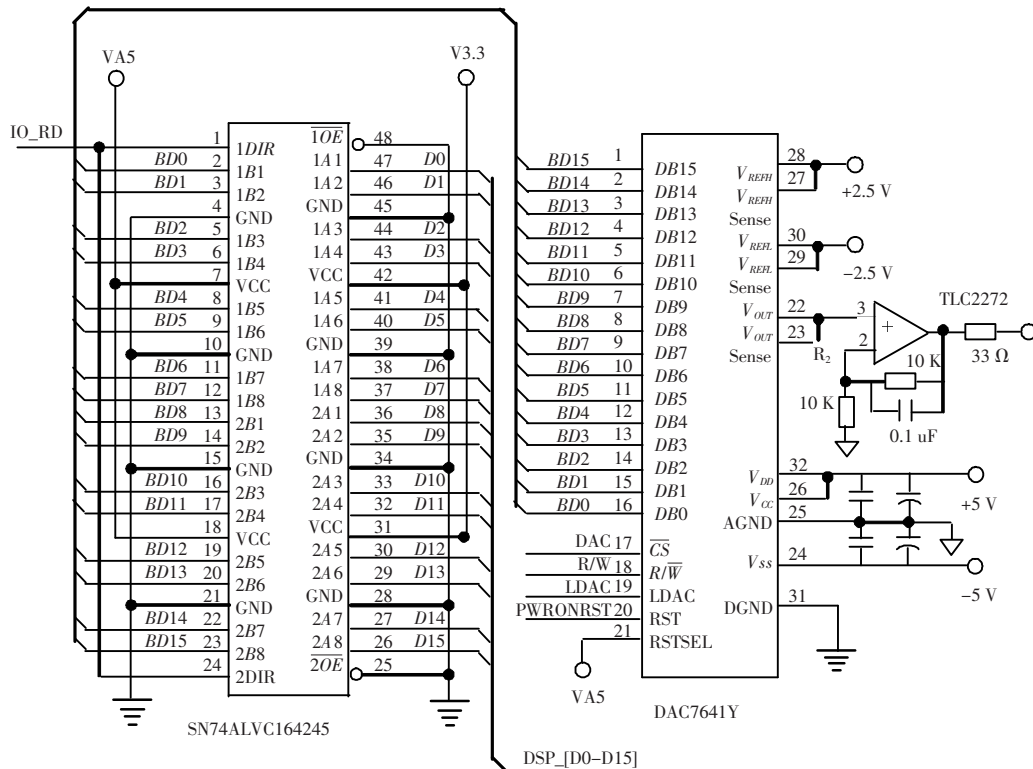 VA5
V3.3
IO_RD
1 1DIR 1OE 48
BD0 2 1B1 1A1 47 D0
BD1 3 1B2 1A2 46 D1
4 GND GND 45
BD2 5 1B3 1A3 44 D2
BD3 6 1B4 1A4 43 D3
7 VCC VCC 42
BD4 8 1B5 1A5 41 D4
BD5 9 1B6 1A6 40 D5
10 GND GND 39
BD6 11 1B7 1A7 38 D6
BD7 12 1B8 1A8 37 D7
BD8 13 2B1 2A1 36 D8
BD9 14 2B2 2A2 35 D9
15 GND GND 34
BD10 16 2B3 2A3 33 D10
BD11 17 2B4 2A4 32 D11
18 VCC VCC 31
BD12 19 2B5 2A5 30 D12
BD13 20 2B6 2A6 29 D13
21 GND GND 28
BD14 22 2B7 2A7 27 D14
BD15 23 2B8 2A8 26 D15
24 2DIR 2OE 25
SN74ALVC164245
DSP_[D0-D15]
BD15 1 DB15
BD14 2 DB14
BD13 3 DB13
BD12 4 DB12
BD11 5 DB11
BD10 6 DB10
BD9 7 DB9
BD8 8 DB8
BD7 9 DB7
BD6 10 DB6
BD5 11 DB5
BD4 12 DB4
BD3 13 DB3
BD2 14 DB2
BD1 15 DB1
BD0 16 DB0
DAC 17 CS
R/W 18 R/W
LDAC 19 LDAC
PWRONRST 20 RST
21 RSTSEL
VA5
VREFH 28
VREFH 27
Sense
+2.5 V
VREFL 30
VREFL 29
Sense
−2.5 V
VOUT 22
VOUT 23
Sense
R2
3
+
2
TLC2272
33 Ω
10 K
10 K
0.1 uF
VDD 32
VCC 26
+5 V
AGND 25
VSS 24
−5 V
DGND 31
DAC7641Y